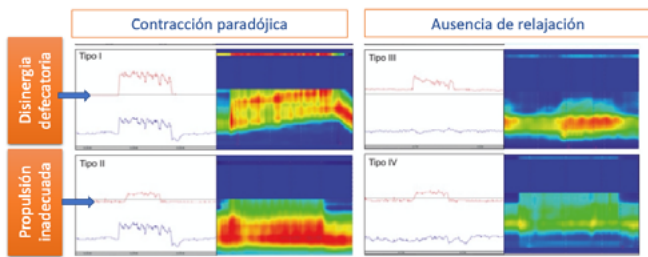 Contracción paradójica
Ausencia de relajación
Disinergia
defecatoria
Tipo I
Tipo III
Propulsión
inadecuada
Tipo II
Tipo IV